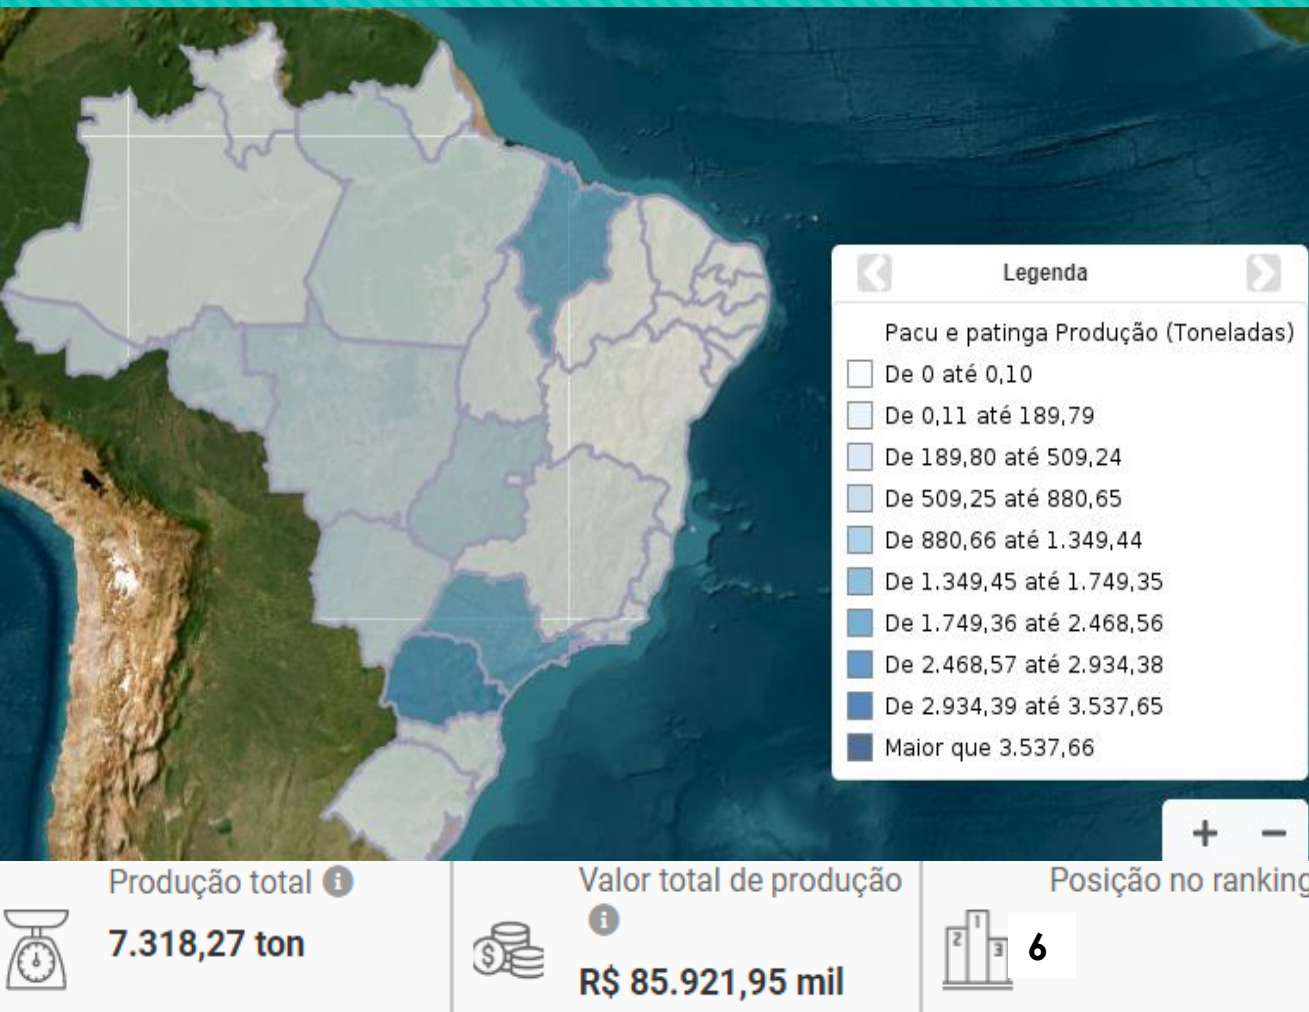 Legenda
Pacu e patinga Produção (Toneladas)
De 0 até 0,10
De 0,11 até 189,79
De 189,80 até 509,24
De 509,25 até 880,65
De 880,66 até 1.349,44
De 1.349,45 até 1.749,35
De 1.749,36 até 2.468,56
De 2.468,57 até 2.934,38
De 2.934,39 até 3.537,65
Maior que 3.537,66
+ −
Produção total i
7.318,27 ton
Valor total de produção
i
$
R$ 85.921,95 mil
Posição no ranking
2 1 3
6